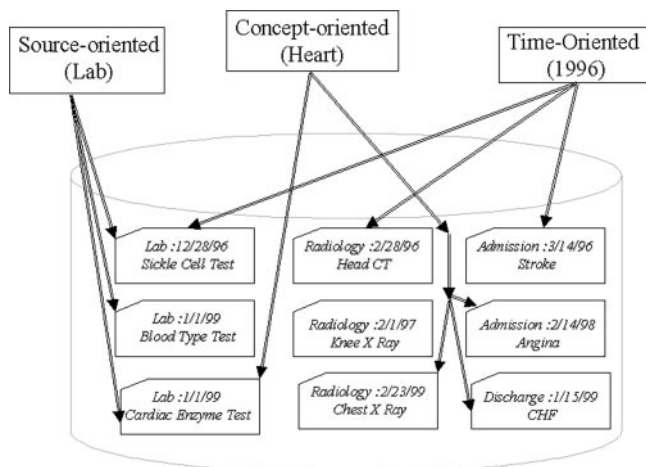 Source-oriented
(Lab)
Concept-oriented
(Heart)
Time-Oriented
(1996)
Lab :12/28/96
Sickle Cell Test
Radiology :2/28/96
Head CT
Admission :3/14/96
Stroke
Lab :1/1/99
Blood Type Test
Radiology :2/1/97
Knee X Ray
Admission :2/14/98
Angina
Lab :1/1/99
Cardiac Enzyme Test
Radiology :2/23/99
Chest X Ray
Discharge :1/15/99
CHF